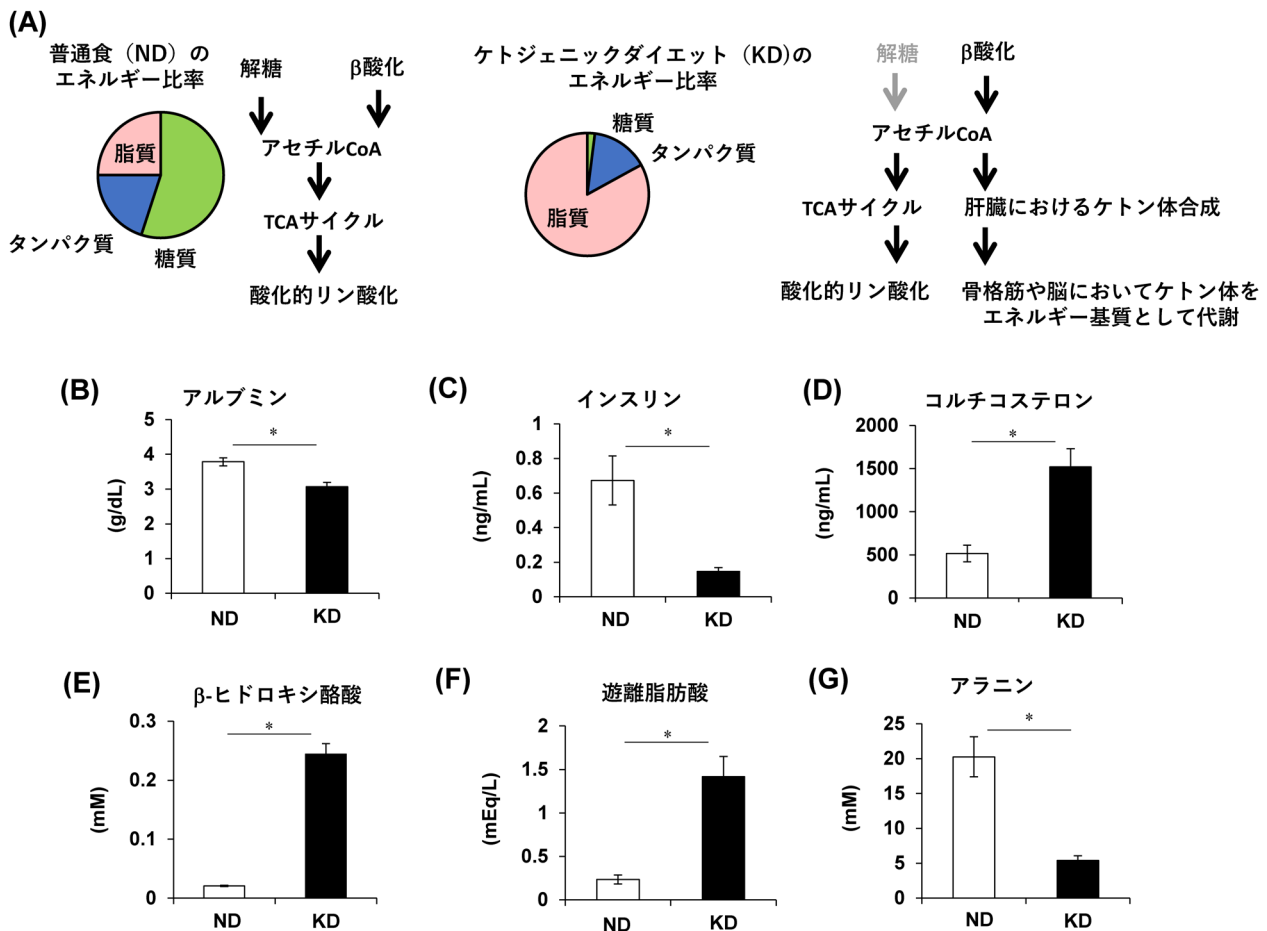 (A)
普通食（ND）の
エネルギー比率
脂質
タンパク質
糖質
解糖
β酸化
アセチルCoA
TCAサイクル
酸化的リン酸化
ケトジェニックダイエット（KD)の
エネルギー比率
糖質
タンパク質
脂質
解糖
β酸化
アセチルCoA
TCAサイクル
肝臓におけるケトン体合成
酸化的リン酸化
骨格筋や脳においてケトン体を
エネルギー基質として代謝
(B)
アルブミン
(g/dL)
5
4
3
2
1
0
*
ND
KD
(C)
インスリン
(ng/mL)
1
0.8
0.6
0.4
0.2
0
*
ND
KD
(D)
コルチコステロン
(ng/mL)
2000
1500
1000
500
0
*
ND
KD
(E)
β-ヒドロキシ酪酸
(mM)
0.3
0.2
0.1
0
*
ND
KD
(F)
遊離脂肪酸
(mEq/L)
2
1.5
1
0.5
0
*
ND
KD
(G)
アラニン
(mM)
25
20
15
10
5
0
*
ND
KD